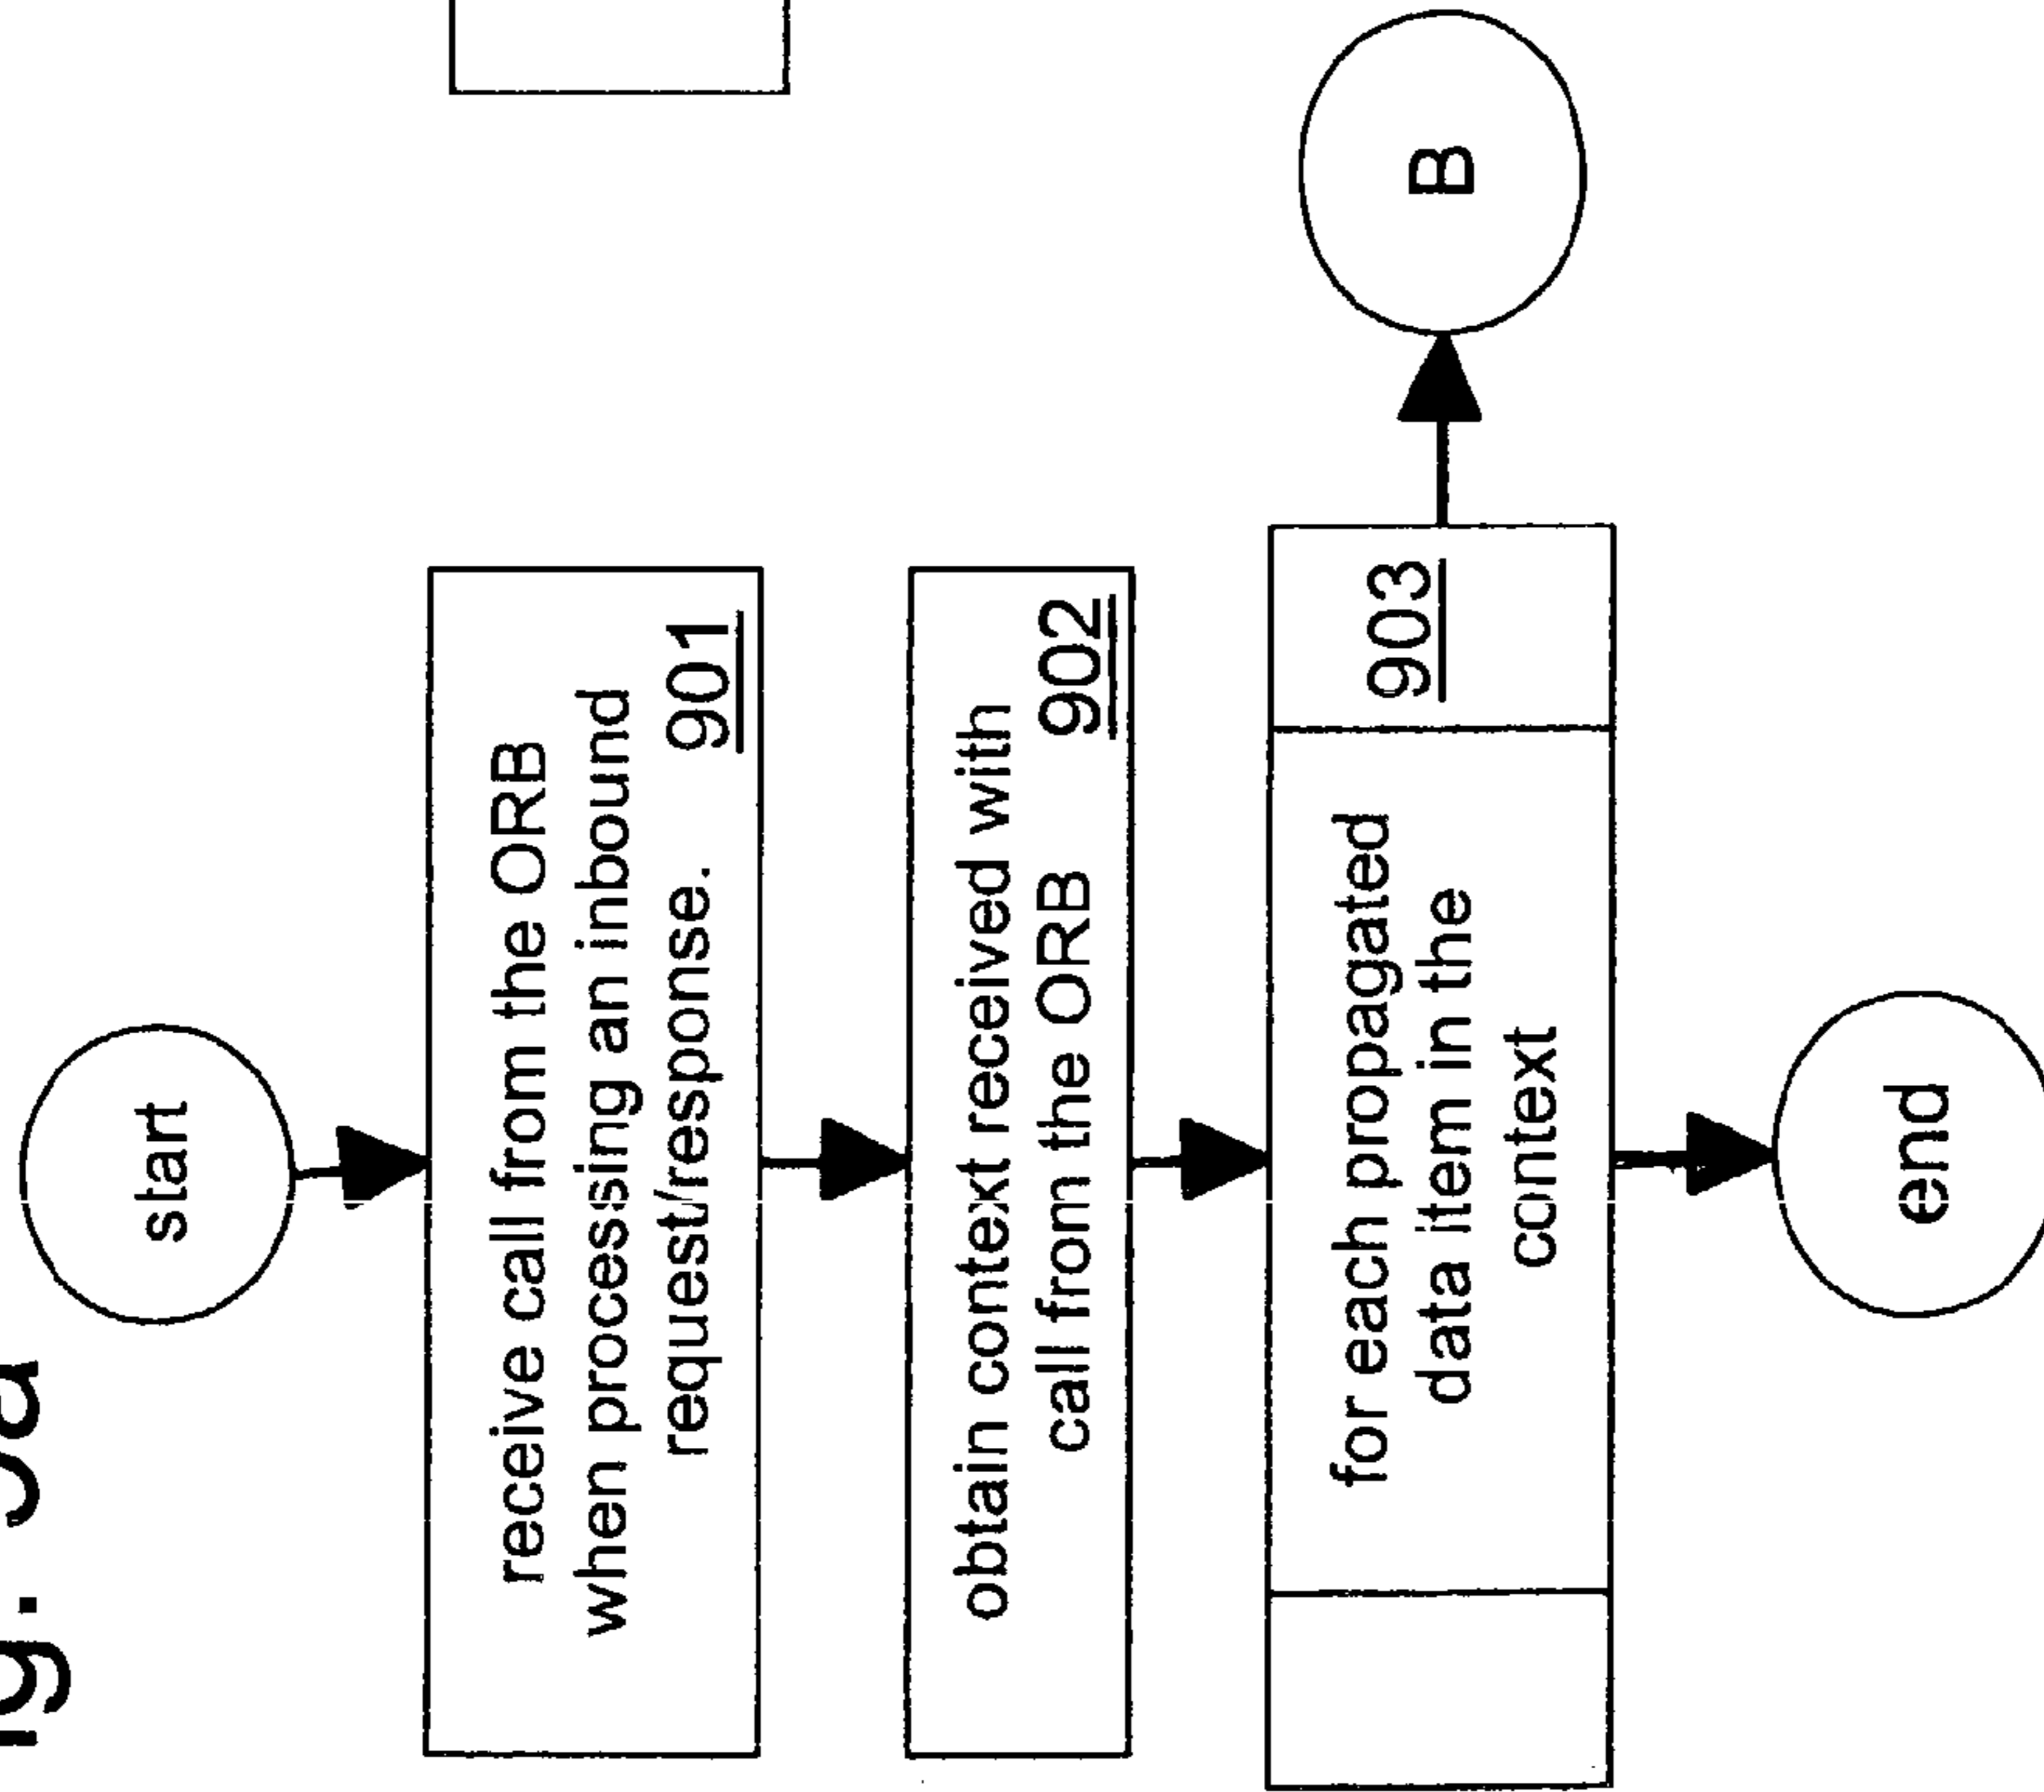 start
receive call from the ORB
when processing an inbound
request/response. 901
obtain context received with
call from the ORB 902
for each propagated
data item in the
context
903
B
end